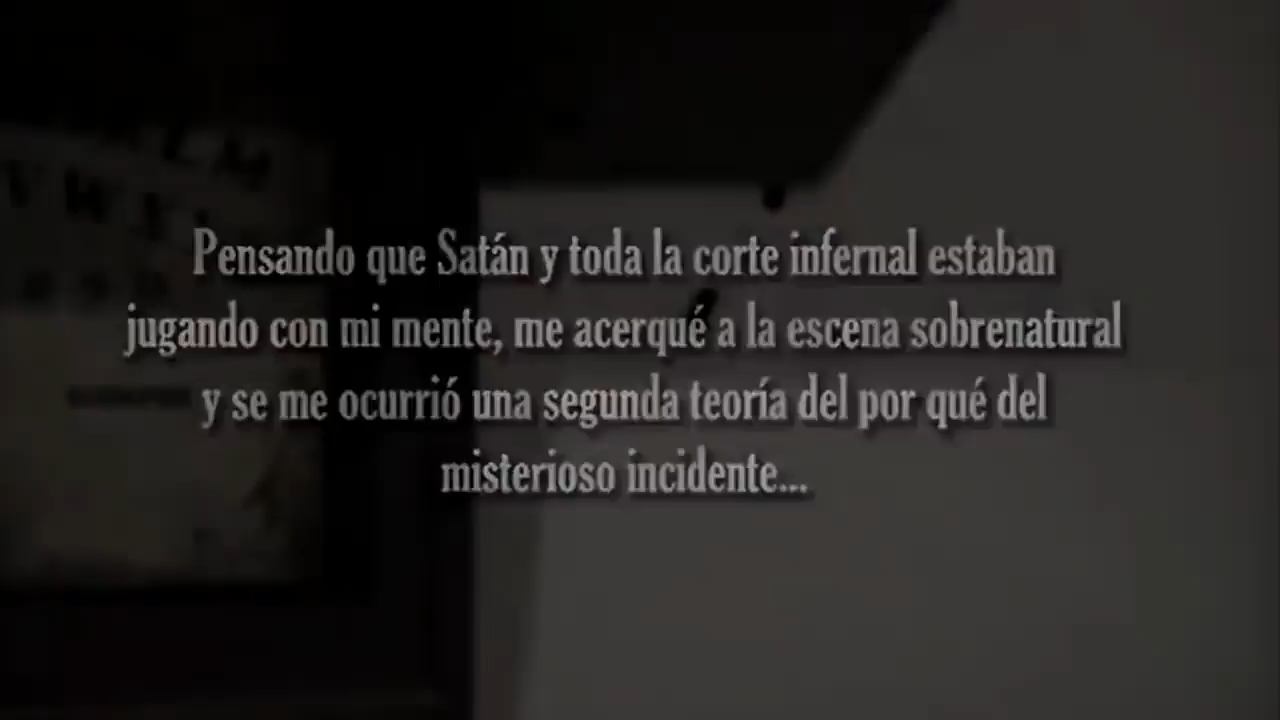 Pensando que Satán y toda la corte infernal estaban
jugando con mi mente, me acerqué a la escena sobrenatural
y se me ocurrió una segunda teoría del por qué del
misterioso incidente...